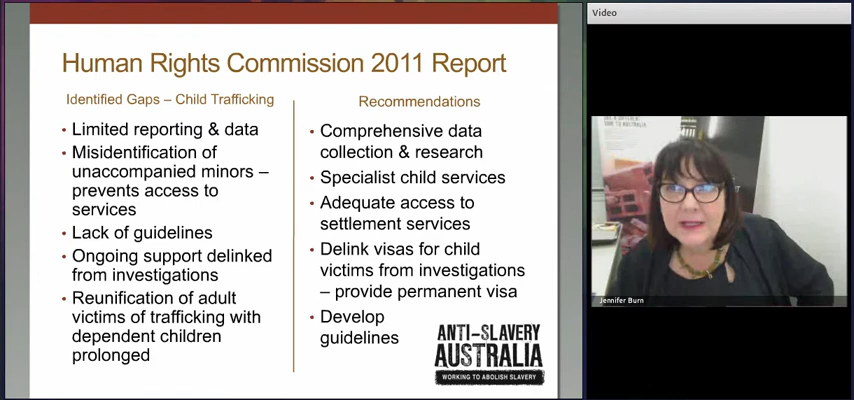 Human Rights Commission 2011 Report
Identified Gaps – Child Trafficking
• Limited reporting & data
• Misidentification of
unaccompanied minors –
prevents access to
services
• Lack of guidelines
• Ongoing support delinked
from investigations
• Reunification of adult
victims of trafficking with
dependent children
prolonged
Recommendations
• Comprehensive data
collection & research
• Specialist child services
• Adequate access to
settlement services
• Delink visas for child
victims from investigations
– provide permanent visa
• Develop
guidelines
ANTI-SLAVERY
AUSTRALIA
WORKING TO ABOLISH SLAVERY
Video
Jennifer Burn